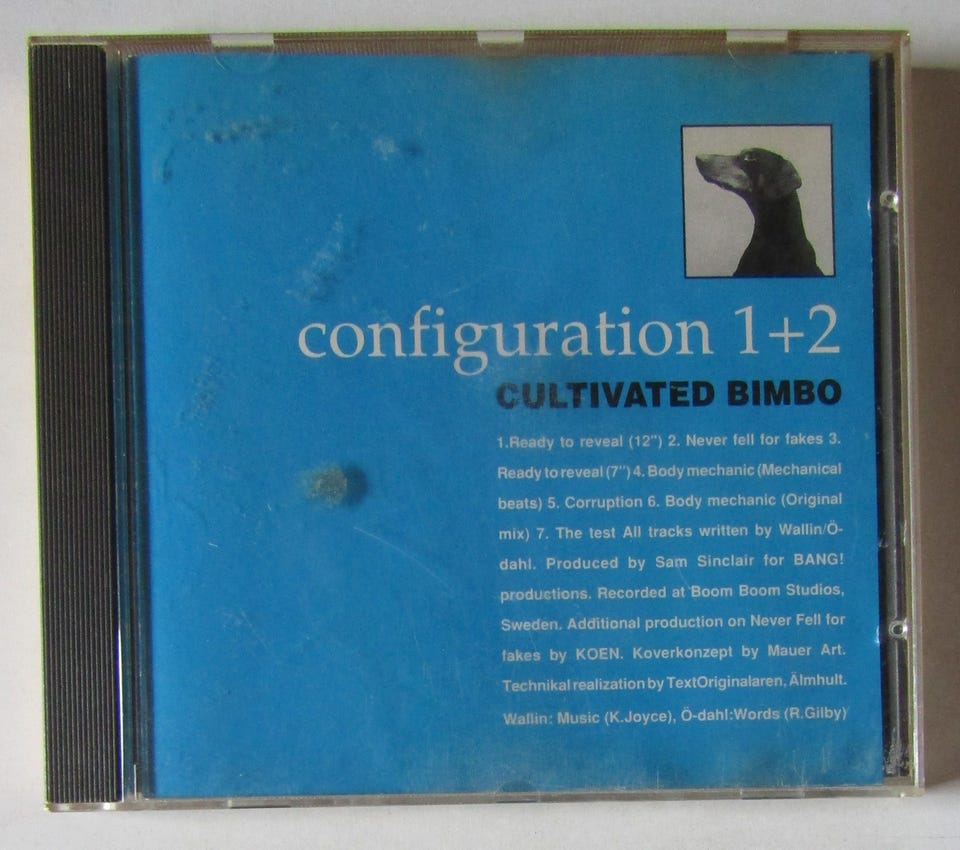 configuration 1+2
CULTIVATED BIMBO
1.Ready to reveal (12") 2. Never fell for fakes 3.
Ready to reveal (7") 4. Body mechanic (Mechanical
beats) 5. Corruption 6. Body mechanic (Original
mix) 7. The test All tracks written by Wallin/Ö-
dahl. Produced by Sam Sinclair for BANG!
productions. Recorded at Boom Boom Studios,
Sweden. Additional production on Never Fell for
fakes by KOEN. Koverkonzept by Mauer Art.
Technikal realization by TextOriginalaren, Älmhult.
Wallin: Music (K.Joyce), Ö-dahl:Words (R.Gilby)